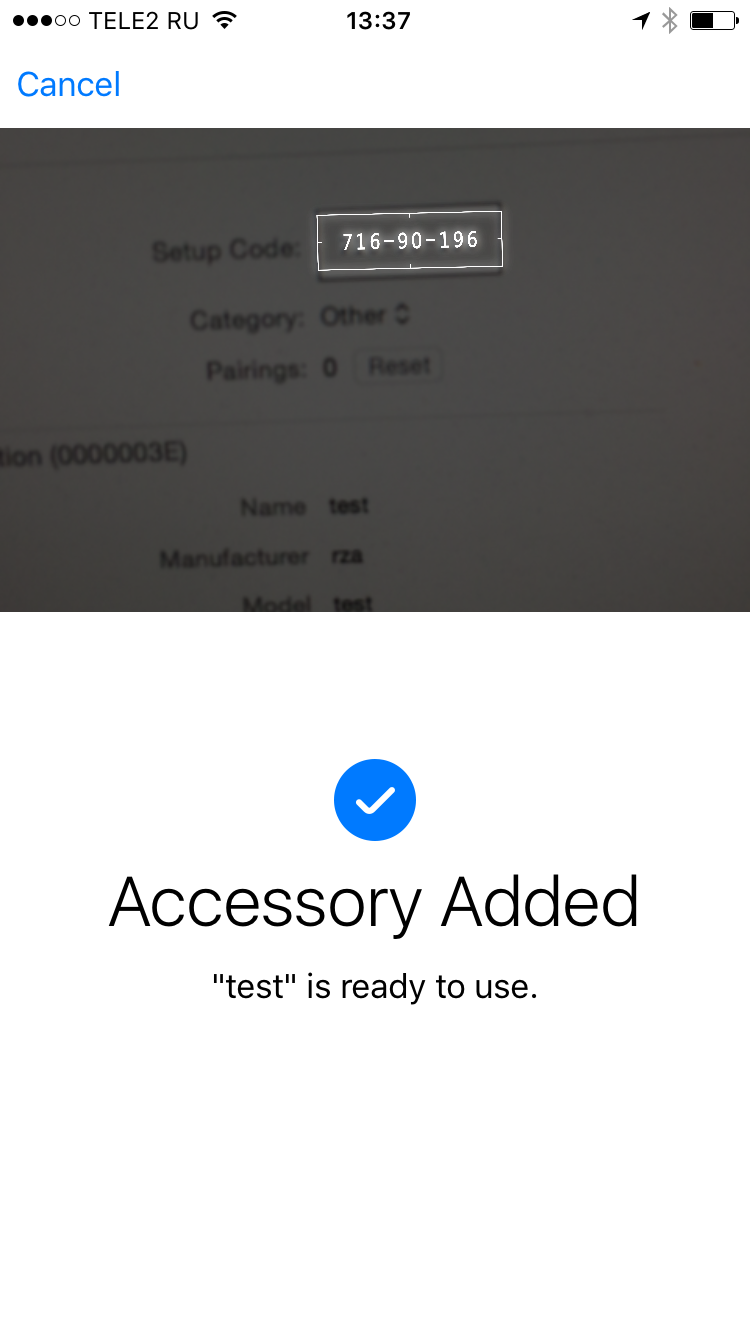 TELE2 RU 13:37
Cancel
Setup Code: 716-90-196
Category: Other
Pairings: 0 Reset
tion (0000003E)
Name test
Manufacturer rza
Model test
Accessory Added
"test" is ready to use.